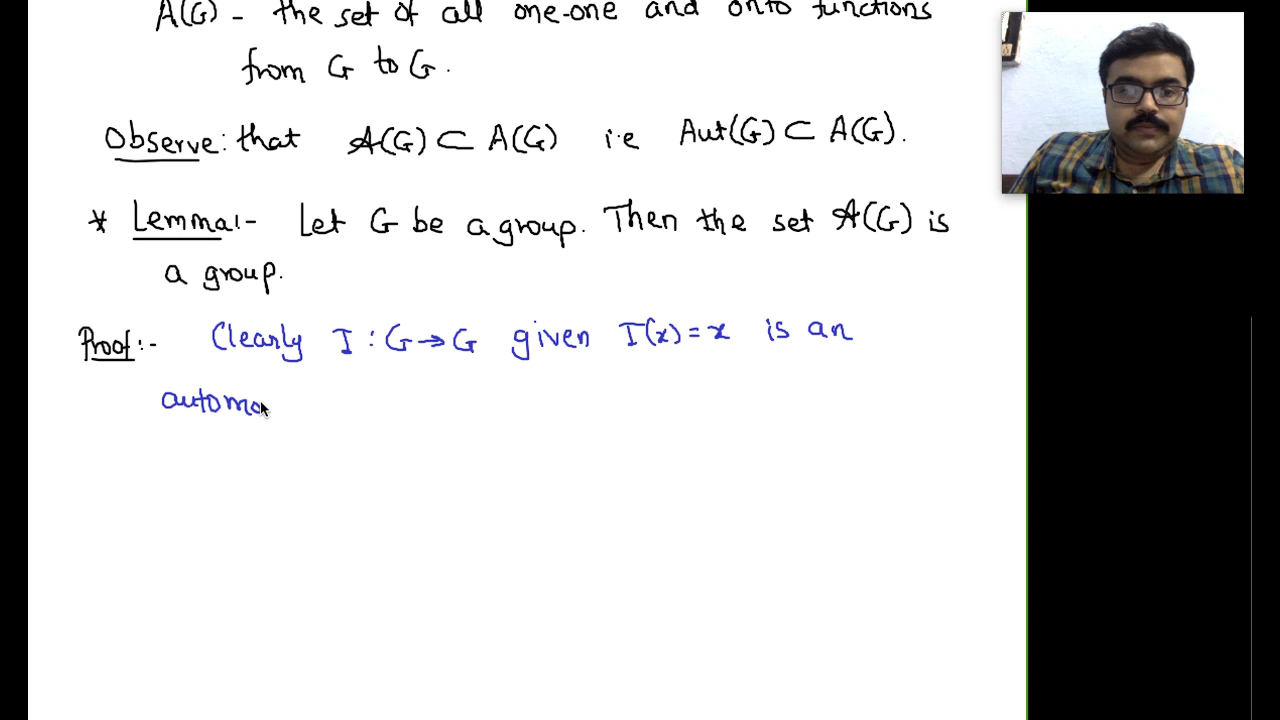 A(G) - the set of all one-one and onto functions
from G to G.
Observe: that 𝒜(G) ⊂ A(G) i.e Aut(G) ⊂ A(G).
* Lemma:- Let G be a group. Then the set 𝒜(G) is
a group.
Proof:- Clearly I : G → G given I(x) = x is an
automo